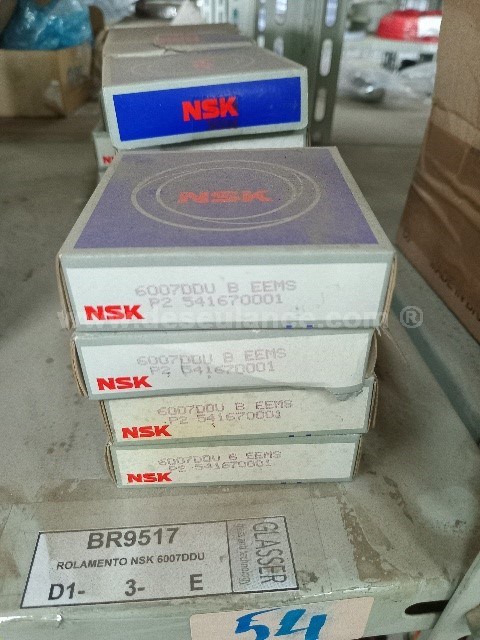 NSK
NSK
NSK
6007DDU B EEMS
P2 541670001
NSK
6007DDU B EEMS
P2 541670001
NSK
6007DDU B EEMS
P2 541670001
NSK
6007DDU B EEMS
P2 541670001
NSK
BR9517
ROLAMENTO NSK 6007DDU
D1- 3- E
GLASSER
54